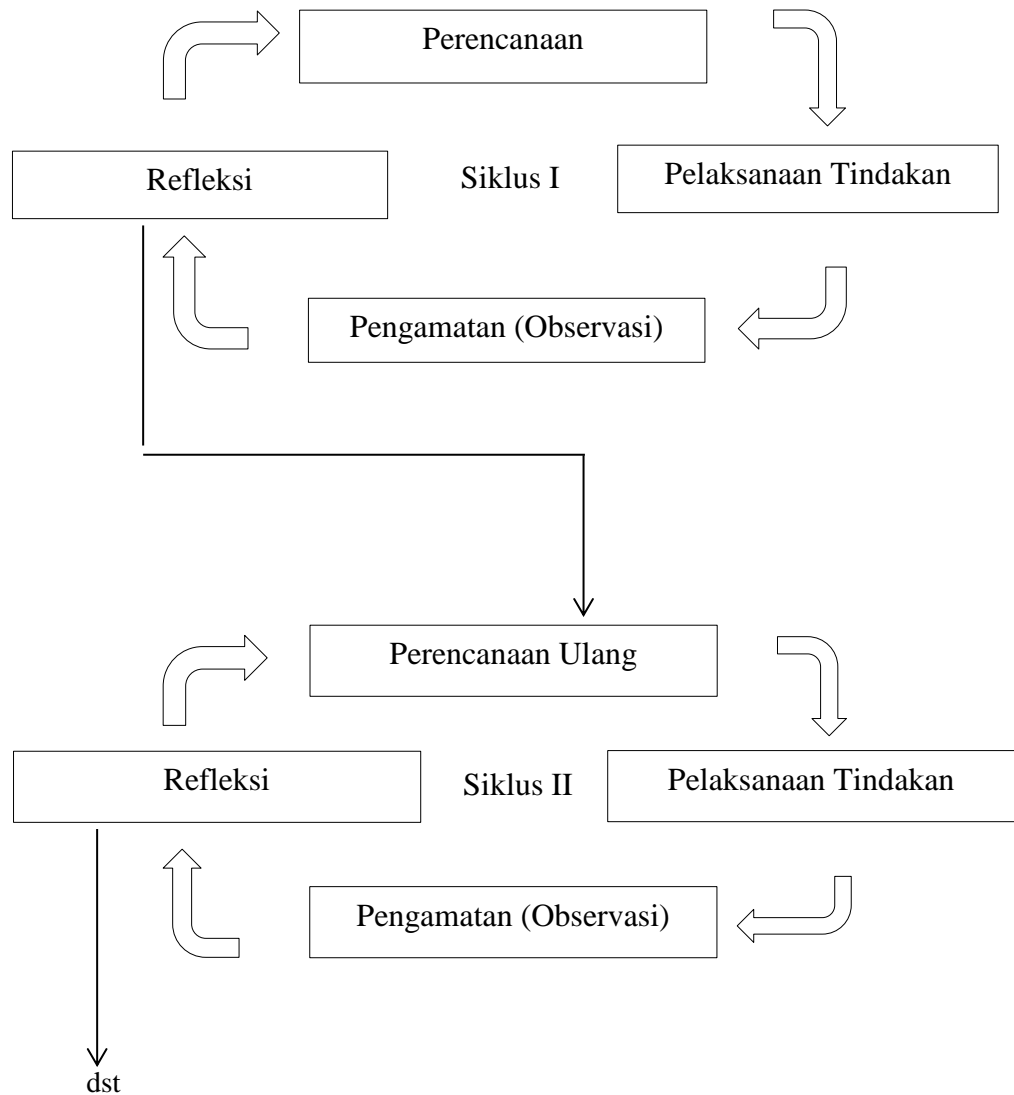 Perencanaan
Refleksi
Siklus I
Pelaksanaan Tindakan
Pengamatan (Observasi)
Perencanaan Ulang
Refleksi
Siklus II
Pelaksanaan Tindakan
Pengamatan (Observasi)
dst